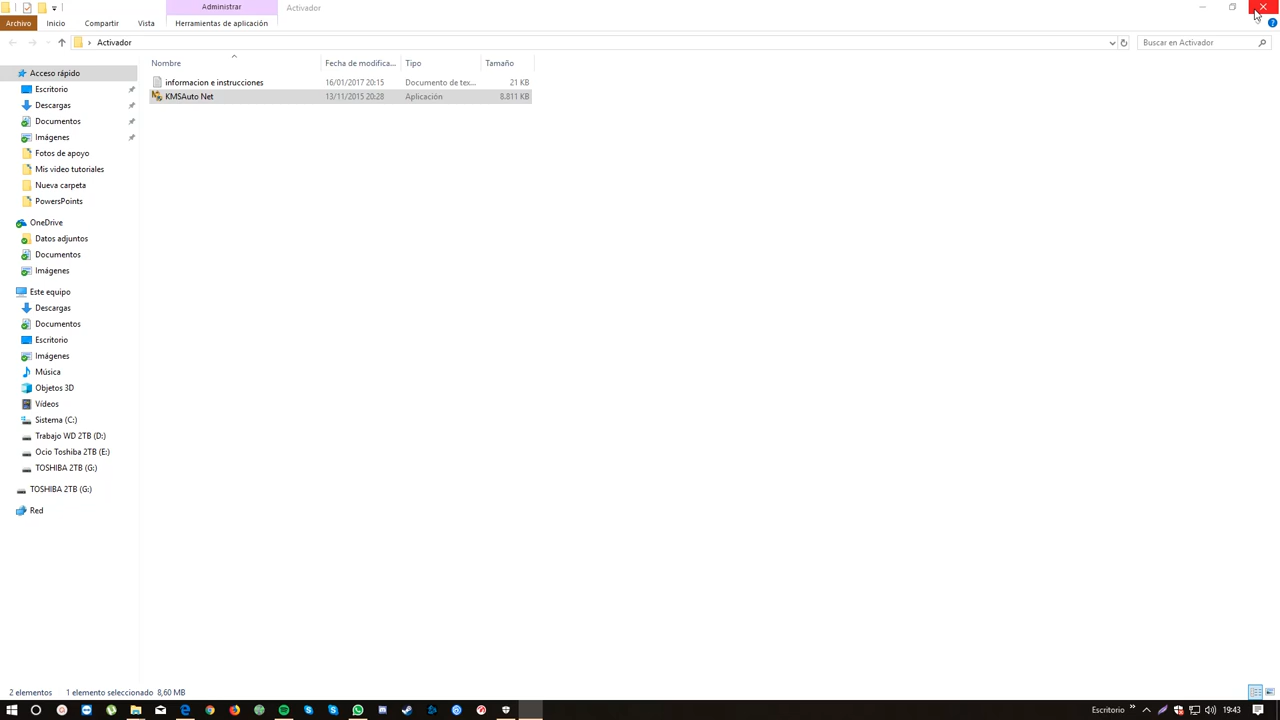 Administrar
Activador
Archivo Inicio Compartir Vista Herramientas de aplicación
Activador
Buscar en Activador
Nombre Fecha de modifica... Tipo Tamaño
informacion e instrucciones 16/01/2017 20:15 Documento de tex... 21 KB
KMSAuto Net 13/11/2015 20:28 Aplicación 8.811 KB
Acceso rápido
Escritorio
Descargas
Documentos
Imágenes
Fotos de apoyo
Mis video tutoriales
Nueva carpeta
PowersPoints
OneDrive
Datos adjuntos
Documentos
Imágenes
Este equipo
Descargas
Documentos
Escritorio
Imágenes
Música
Objetos 3D
Vídeos
Sistema (C:)
Trabajo WD 2TB (D:)
Ocio Toshiba 2TB (E:)
TOSHIBA 2TB (G:)
TOSHIBA 2TB (G:)
Red
2 elementos 1 elemento seleccionado 8,60 MB
Escritorio 19:43